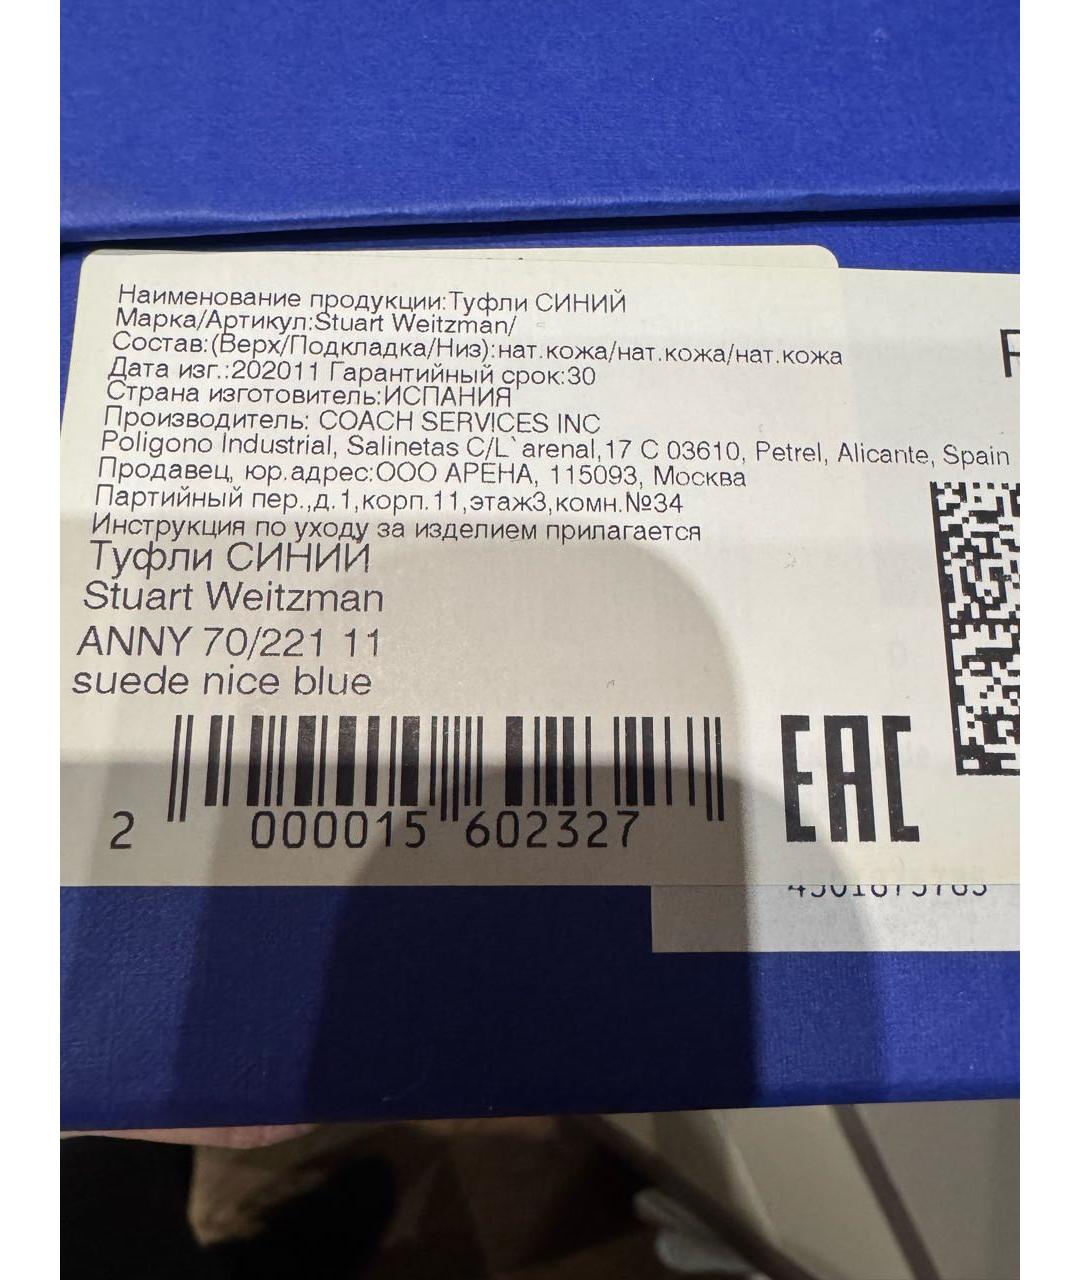 Наименование продукции:Туфли СИНИЙ
Марка/Артикул:Stuart Weitzman/
Состав:(Верх/Подкладка/Низ):нат.кожа/нат.кожа/нат.кожа
Дата изг.:202011 Гарантийный срок:30
Страна изготовитель:ИСПАНИЯ
Производитель: COACH SERVICES INC
Poligono Industrial, Salinetas C/L`arenal,17 C 03610, Petrel, Alicante, Spain
Продавец, юр.адрес:ООО АРЕНА, 115093, Москва
Партийный пер.,д.1,корп.11,этаж3,комн.№34
Инструкция по уходу за изделием прилагается
Туфли СИНИЙ
Stuart Weitzman
ANNY 70/221 11
suede nice blue
EAC
2 000015 602327